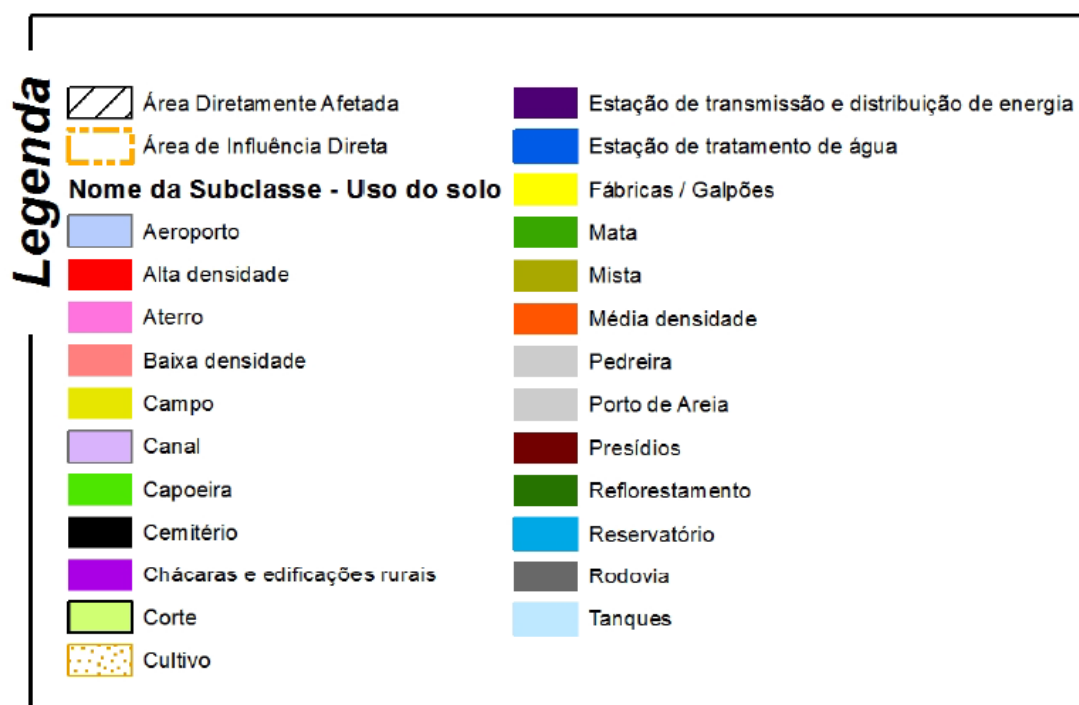 Legenda
Área Diretamente Afetada
Área de Influência Direta
Nome da Subclasse - Uso do solo
Aeroporto
Alta densidade
Aterro
Baixa densidade
Campo
Canal
Capoeira
Cemitério
Chácaras e edificações rurais
Corte
Cultivo
Estação de transmissão e distribuição de energia
Estação de tratamento de água
Fábricas / Galpões
Mata
Mista
Média densidade
Pedreira
Porto de Areia
Presídios
Reflorestamento
Reservatório
Rodovia
Tanques